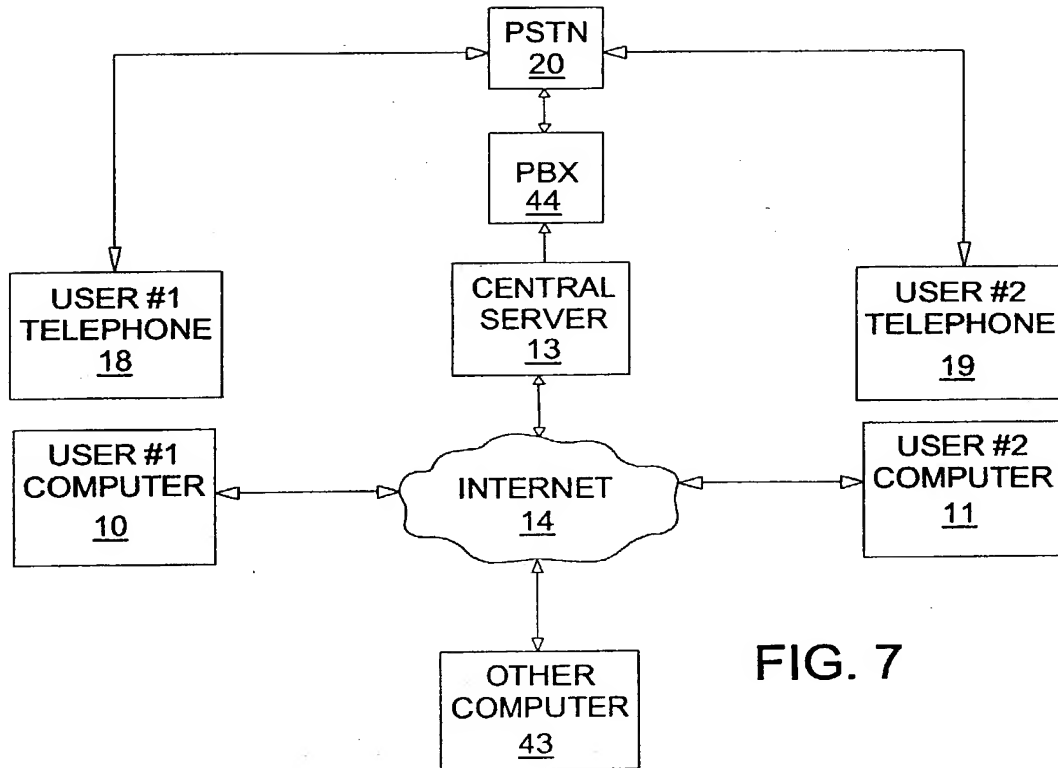 PSTN
20
PBX
44
USER #1
TELEPHONE
18
CENTRAL
SERVER
13
USER #2
TELEPHONE
19
USER #1
COMPUTER
10
INTERNET
14
USER #2
COMPUTER
11
OTHER
COMPUTER
43
FIG. 7